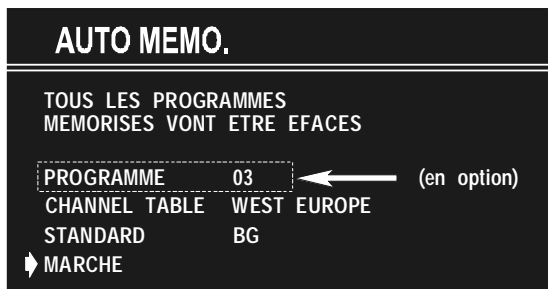 AUTO MEMO.
TOUS LES PROGRAMMES
MEMORISES VONT ETRE EFACES
PROGRAMME 03 (en option)
CHANNEL TABLE WEST EUROPE
STANDARD BG
MARCHE